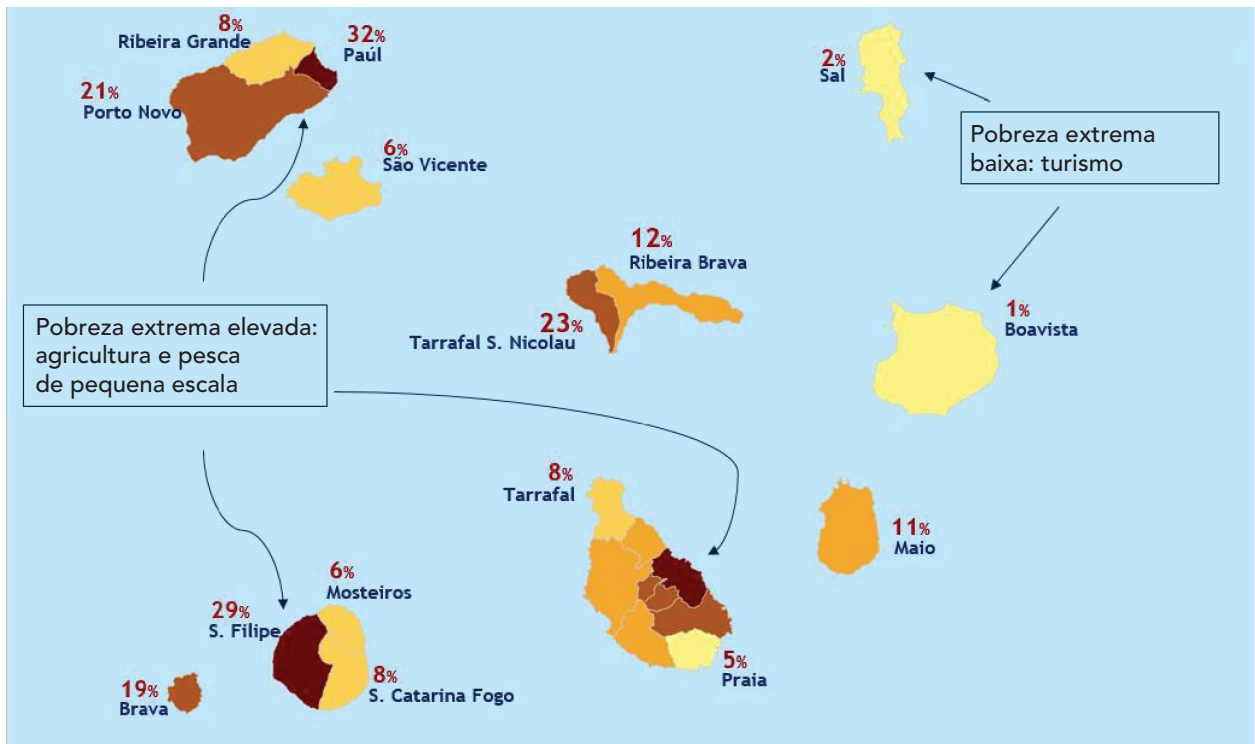 8%
Ribeira Grande
32%
Paúl
21%
Porto Novo
6%
São Vicente
2%
Sal
Pobreza extrema
baixa: turismo
12%
Ribeira Brava
23%
Tarrafal S. Nicolau
1%
Boavista
Pobreza extrema elevada:
agricultura e pesca
de pequena escala
8%
Tarrafal
11%
Maio
6%
Mosteiros
29%
S. Filipe
8%
S. Catarina Fogo
19%
Brava
5%
Praia